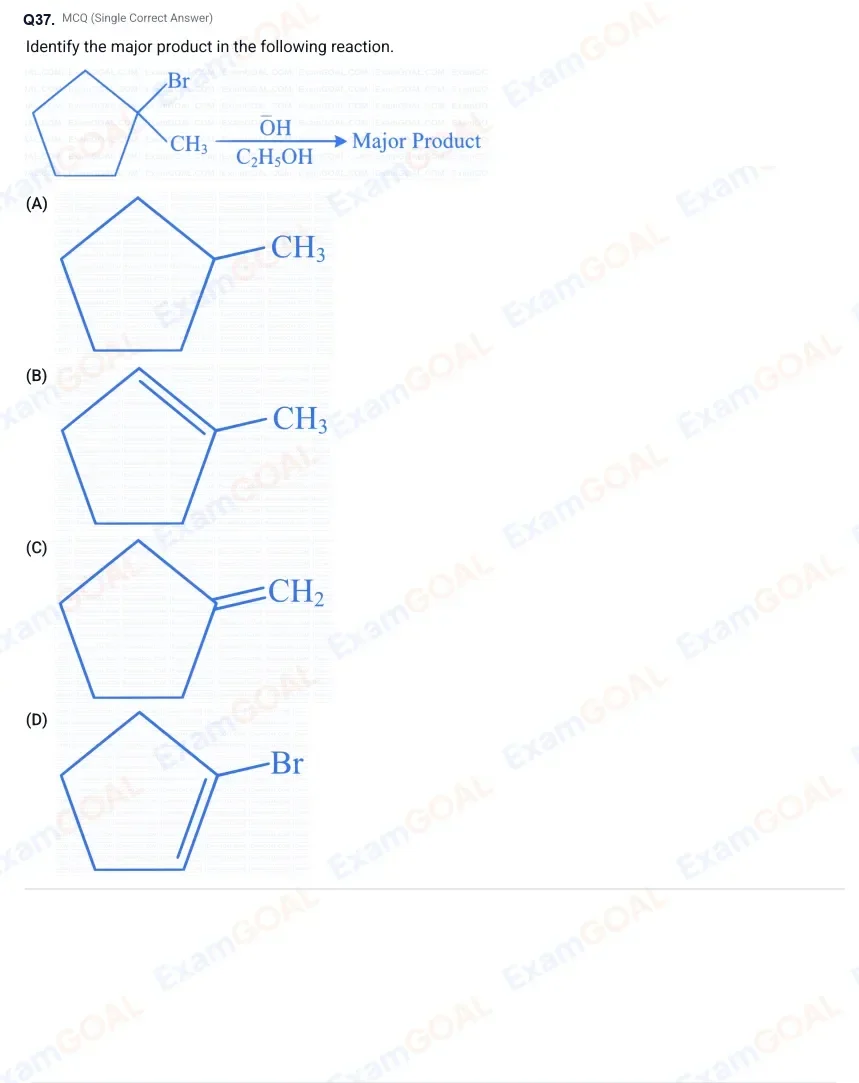 Q37. MCQ (Single Correct Answer)
Identify the major product in the following reaction.
Br
CH₃
O̅H
C₂H₅OH
Major Product
(A)
CH₃
(B)
CH₃
(C)
CH₂
(D)
Br
ExamGOAL